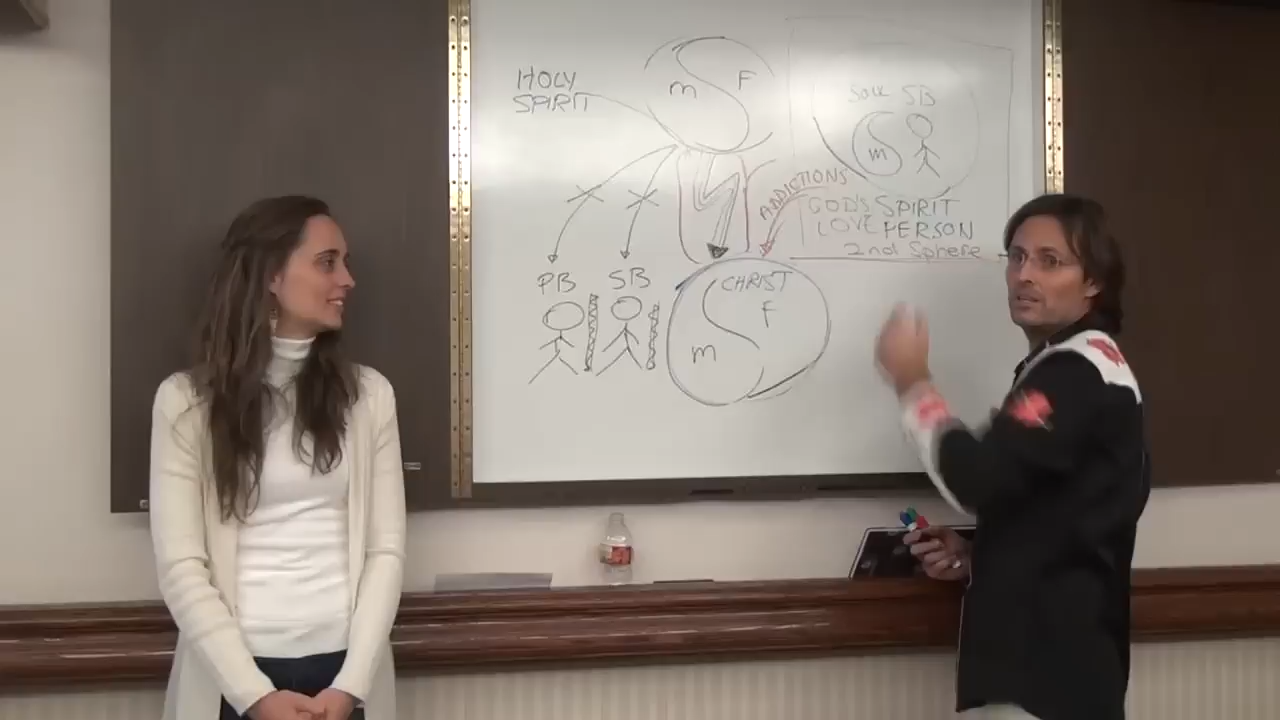 HOLY
SPIRIT
m F
SOUL SB
m
ADDICTIONS
GOD'S SPIRIT
LOVE PERSON
2nd Sphere
PB SB
CHRIST
F
m